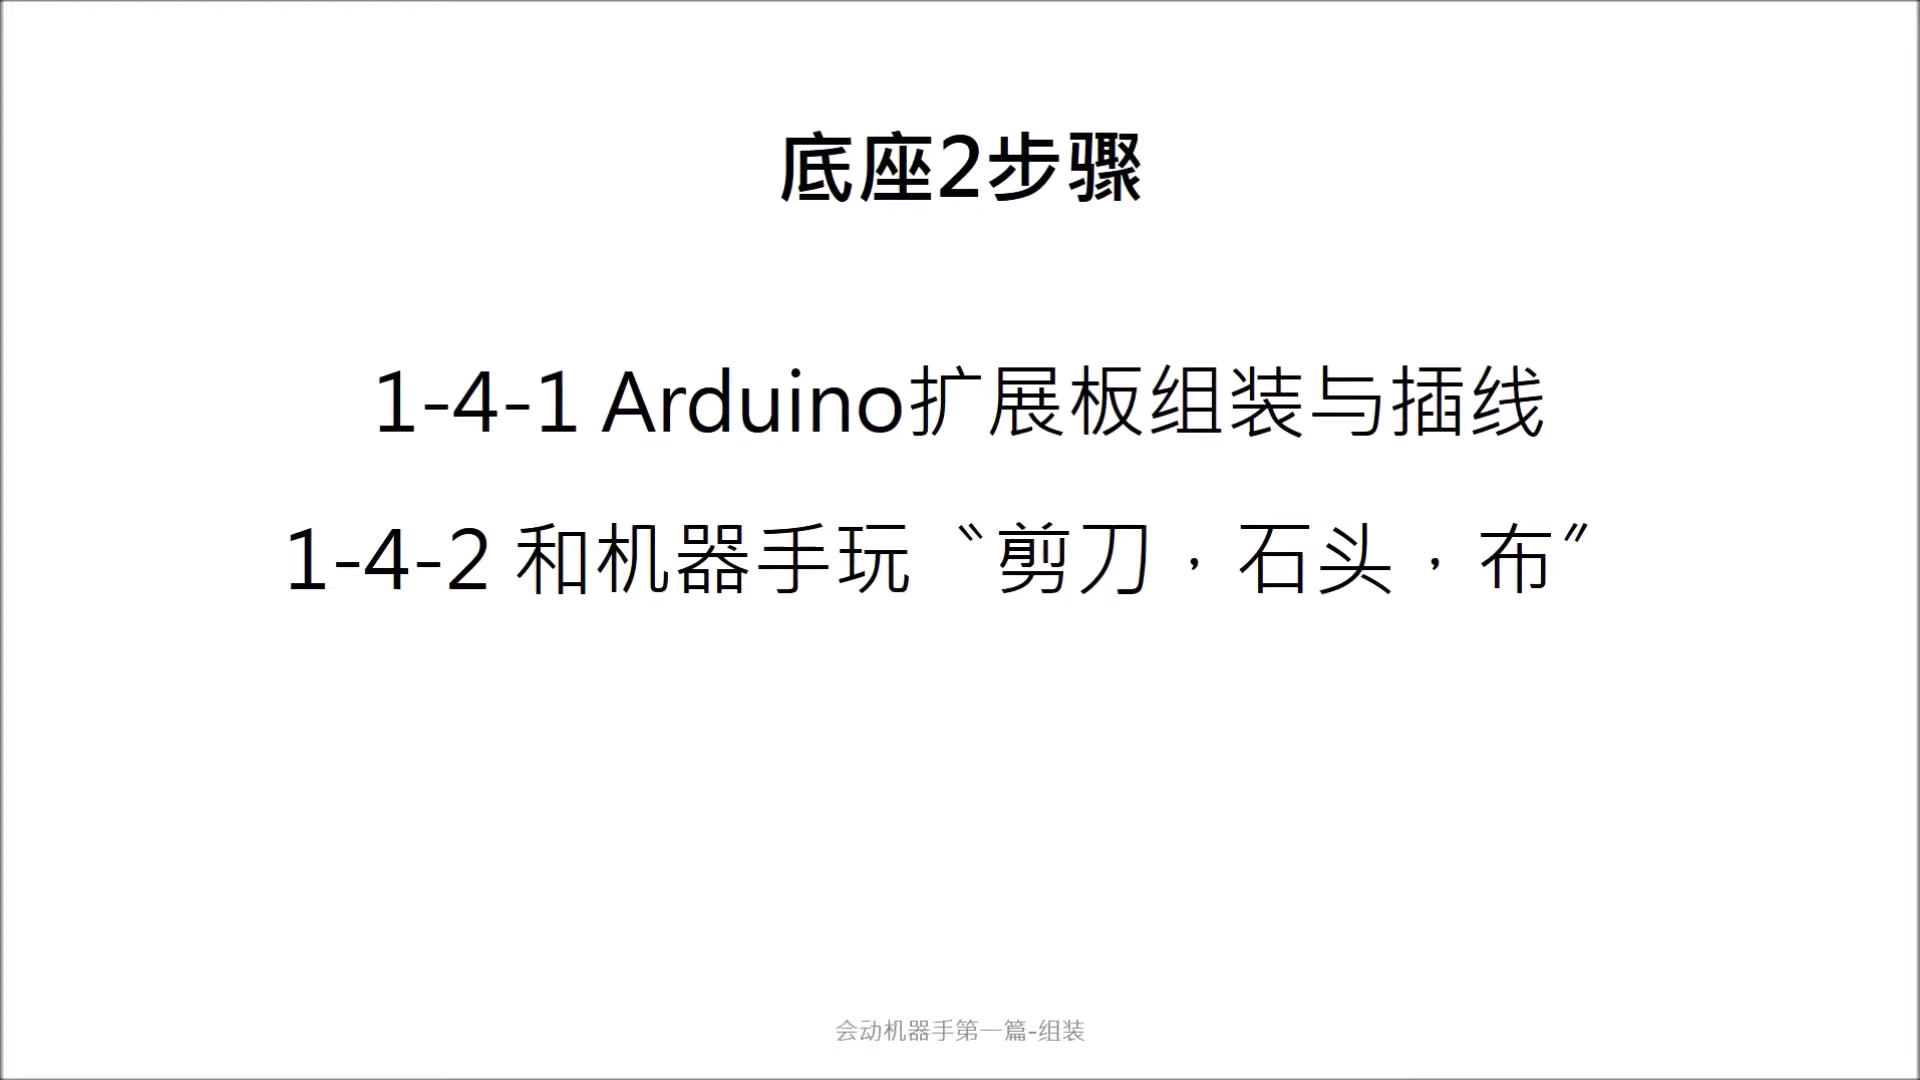 底座2步骤
1-4-1 Arduino扩展板组装与插线
1-4-2 和机器手玩〝剪刀，石头，布〞
会动机器手第一篇-组装